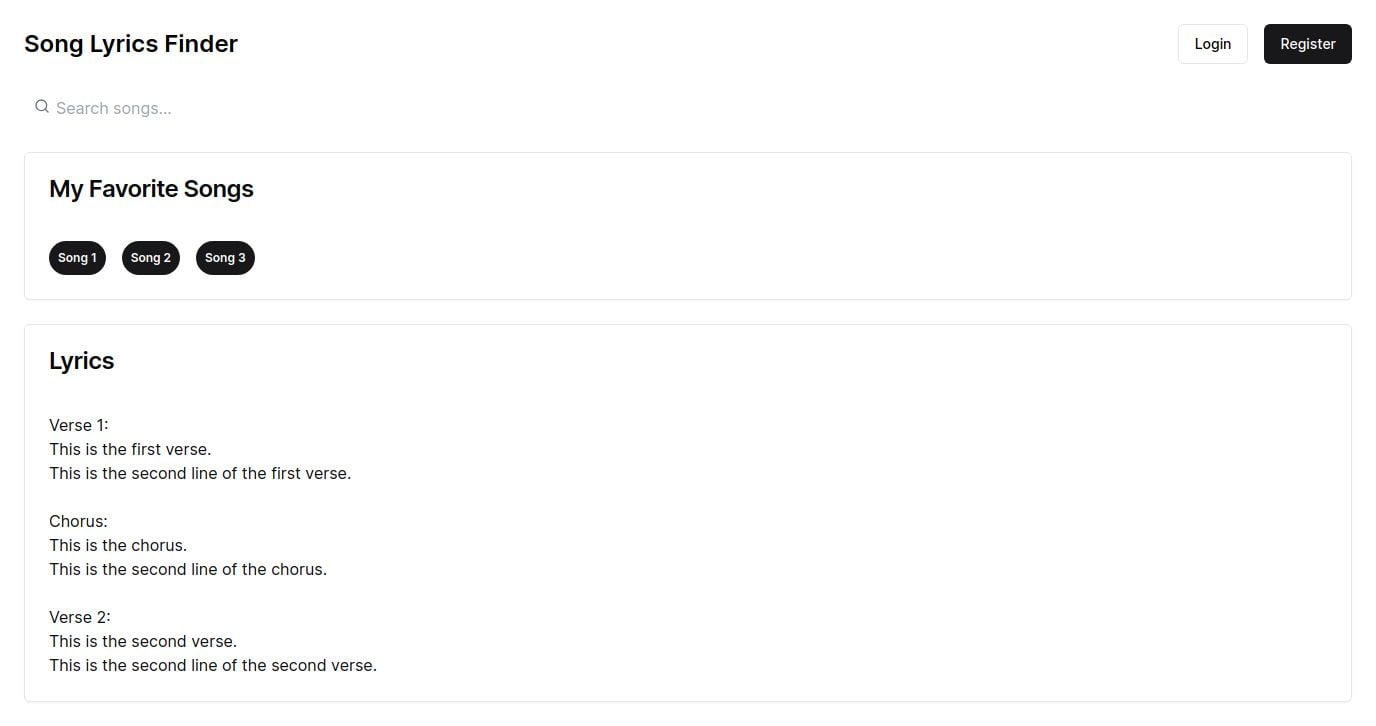 Song Lyrics Finder
Login
Register
Search songs...
My Favorite Songs
Song 1
Song 2
Song 3
Lyrics
Verse 1:
This is the first verse.
This is the second line of the first verse.
Chorus:
This is the chorus.
This is the second line of the chorus.
Verse 2:
This is the second verse.
This is the second line of the second verse.